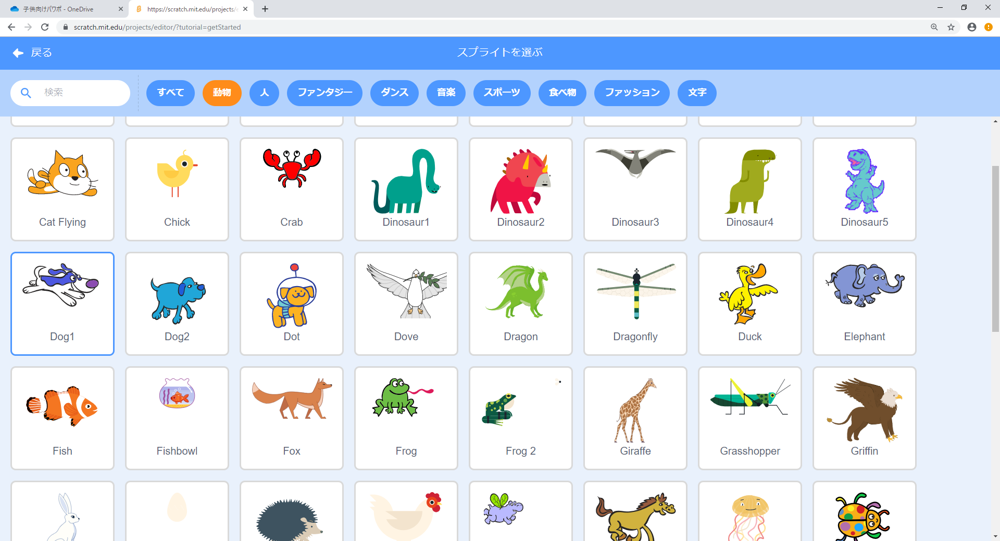 子供向けパワポ - OneDrive
https://scratch.mit.edu/projects/e
scratch.mit.edu/projects/editor/?tutorial=getStarted
戻る
スプライトを選ぶ
検索
すべて
動物
人
ファンタジー
ダンス
音楽
スポーツ
食べ物
ファッション
文字
Cat Flying
Chick
Crab
Dinosaur1
Dinosaur2
Dinosaur3
Dinosaur4
Dinosaur5
Dog1
Dog2
Dot
Dove
Dragon
Dragonfly
Duck
Elephant
Fish
Fishbowl
Fox
Frog
Frog 2
Giraffe
Grasshopper
Griffin